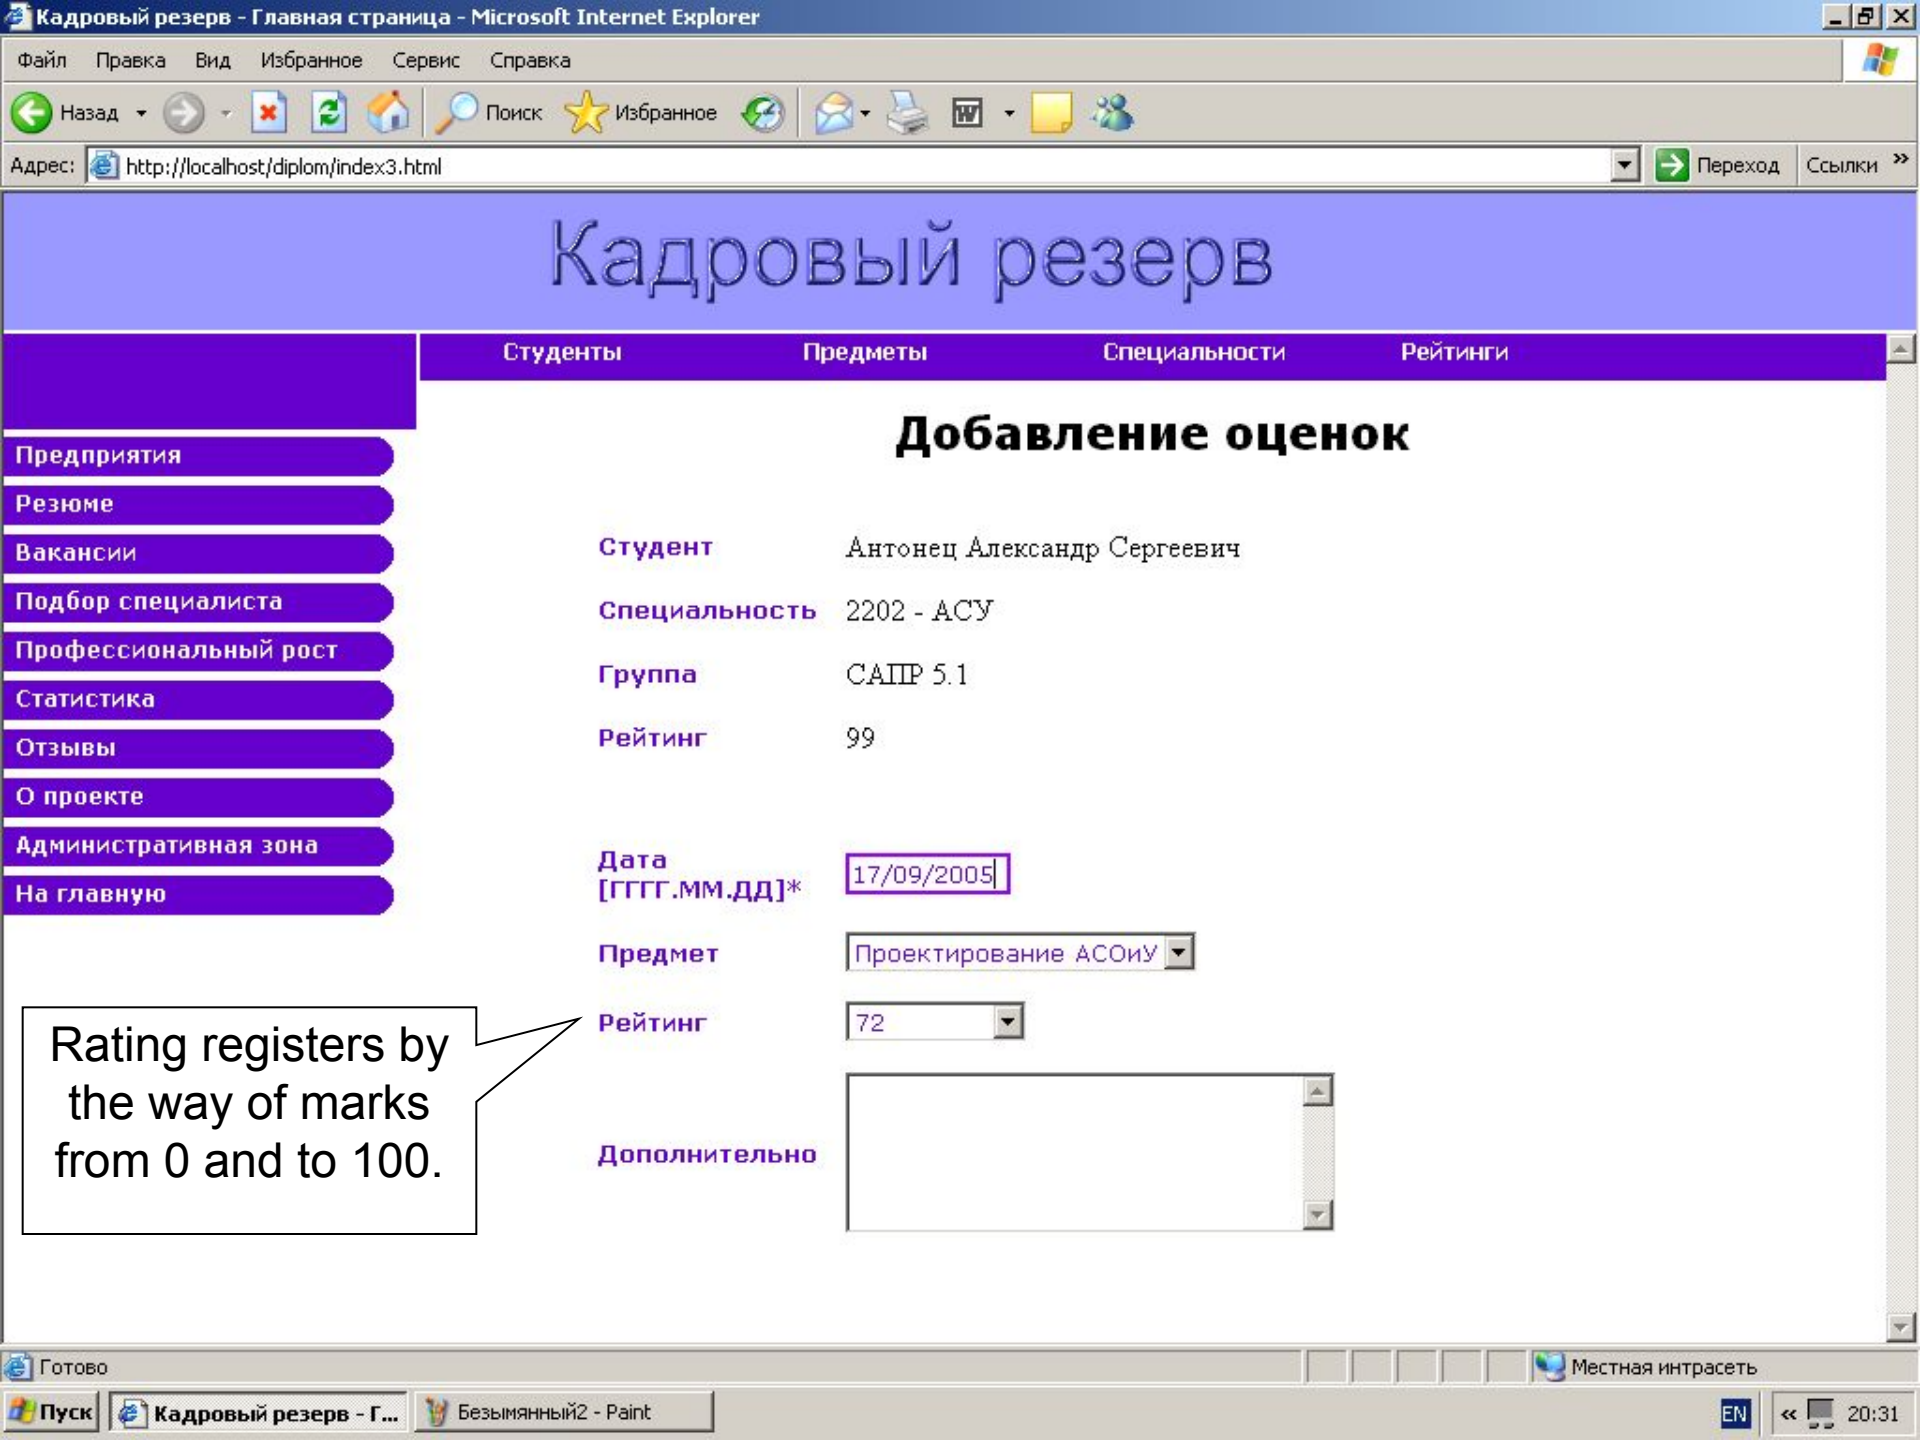 Кадровый резерв - Главная страница - Microsoft Internet Explorer
Файл Правка Вид Избранное Сервис Справка
Назад Поиск Избранное
Адрес: http://localhost/diplom/index3.html Переход Ссылки »
Кадровый резерв
Студенты Предметы Специальности Рейтинги
Добавление оценок
Предприятия
Резюме
Вакансии
Подбор специалиста
Профессиональный рост
Статистика
Отзывы
О проекте
Административная зона
На главную
Студент Антонец Александр Сергеевич
Специальность 2202 - АСУ
Группа САПР 5.1
Рейтинг 99
Дата
[ГГГГ.ММ.ДД]* 17/09/2005
Предмет Проектирование АСОиУ
Рейтинг 72
Дополнительно
Rating registers by
the way of marks
from 0 and to 100.
Готово Местная интрасеть
Пуск Кадровый резерв - Г... Безымянный2 - Paint EN « 20:31